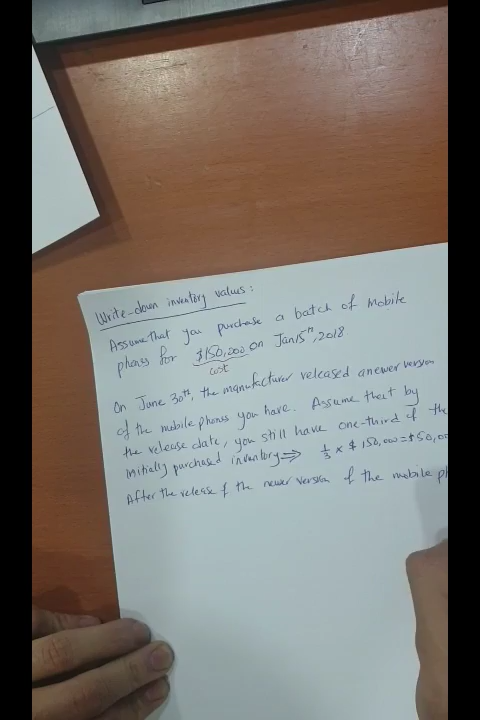 Write-down inventory values:
Assume that you purchase a batch of mobile
phones for $150,000 on Jan 15th, 2018
cost
On June 30th, the manufacturer released a newer version
of the mobile phones you have. Assume that by
the release date, you still have one-third of the
initially purchased inventory ⇒ 1/3 × $150,000 = $50,00
After the release of the newer version of the mobile ph